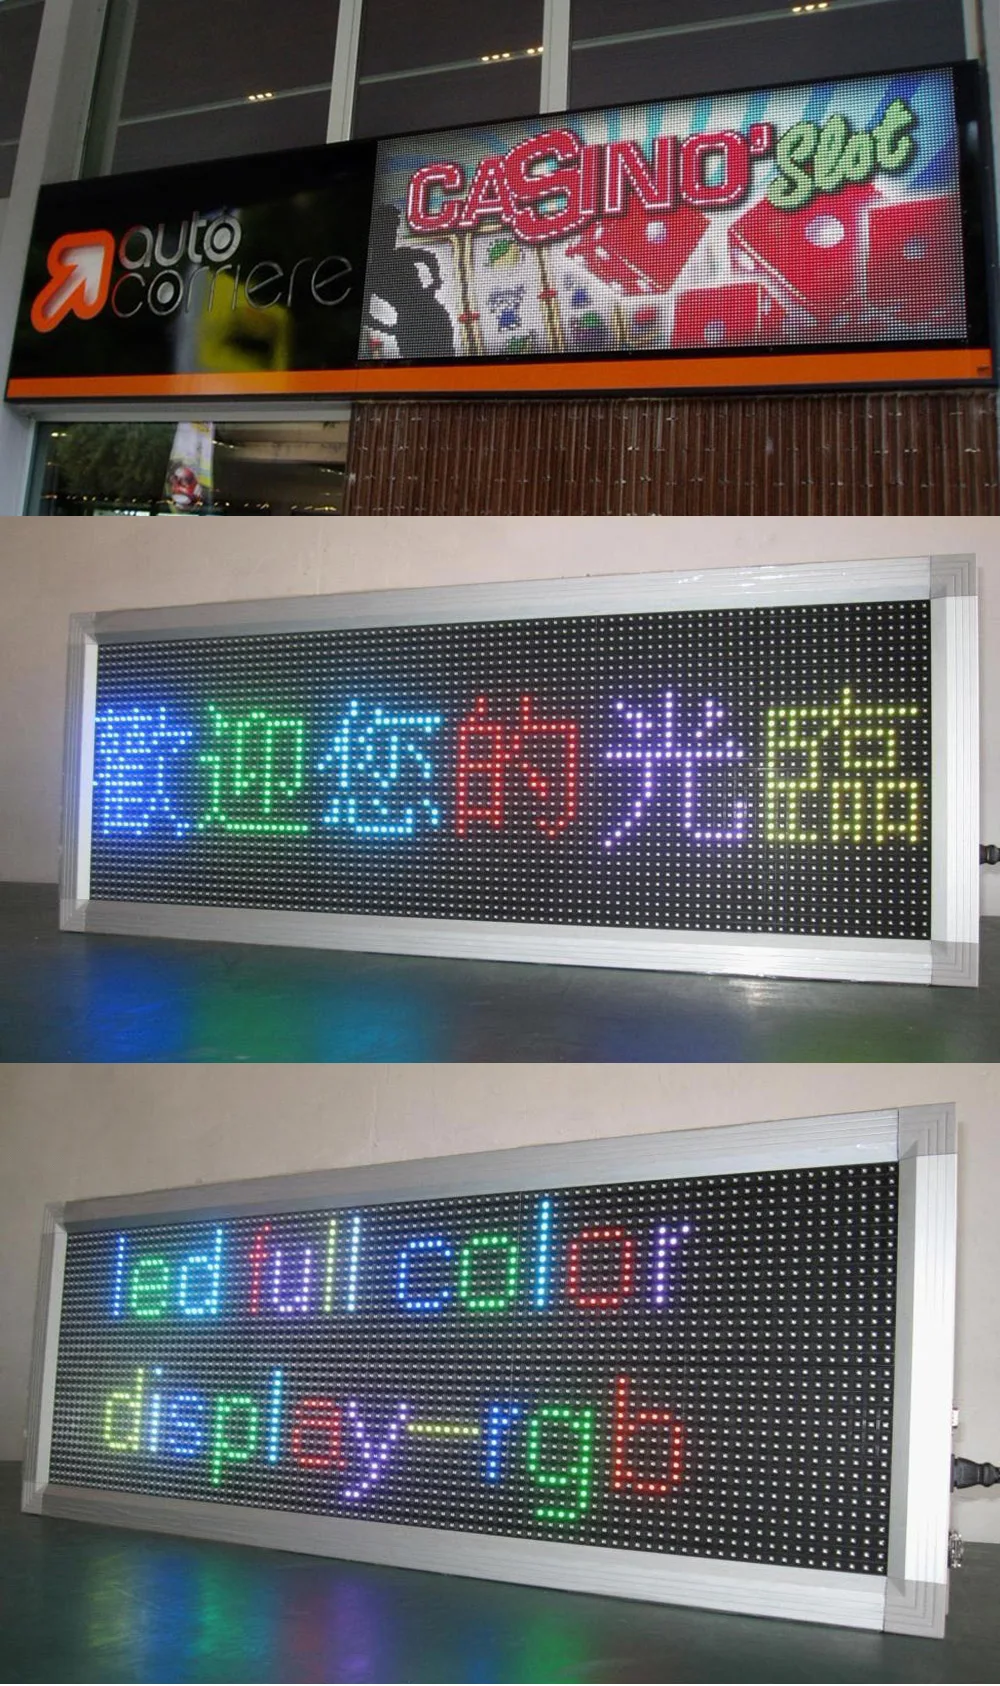 auto
corriere
CASINO' Slot
歡迎您的光臨
led full color
display-rgb